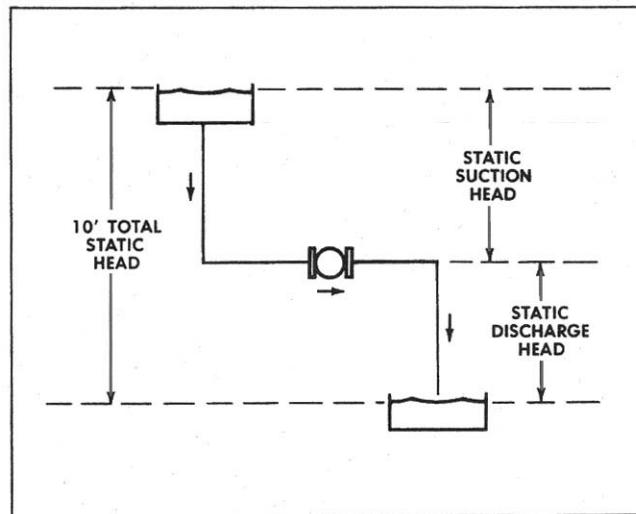 STATIC
SUCTION
HEAD
10' TOTAL
STATIC
HEAD
STATIC
DISCHARGE
HEAD